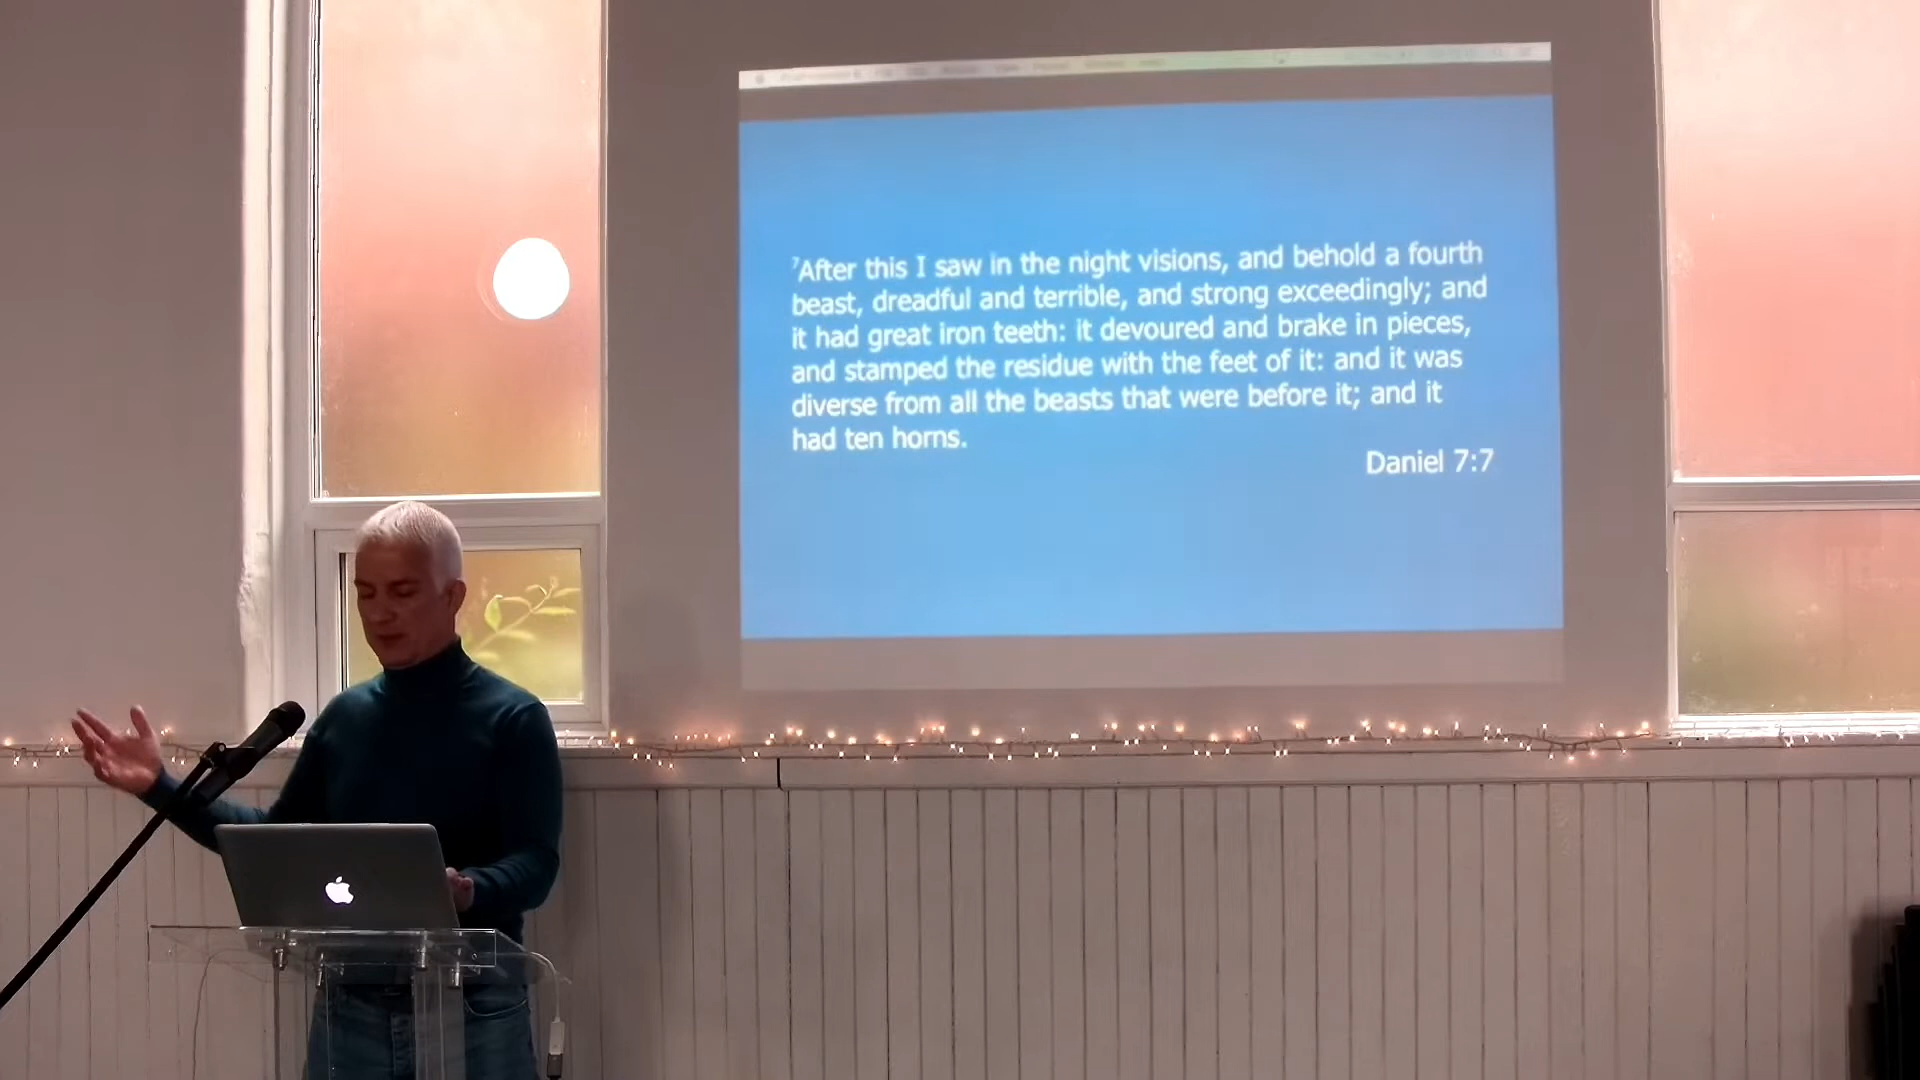 ⁷After this I saw in the night visions, and behold a fourth
beast, dreadful and terrible, and strong exceedingly; and
it had great iron teeth: it devoured and brake in pieces,
and stamped the residue with the feet of it: and it was
diverse from all the beasts that were before it; and it
had ten horns.
Daniel 7:7